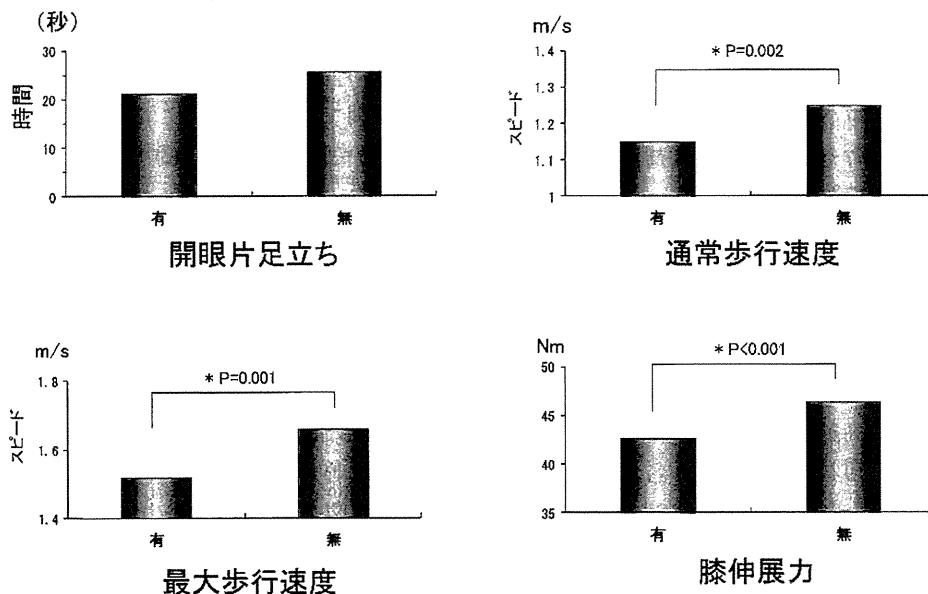 (秒)
時間
30
20
10
0
有 無
開眼片足立ち
m/s
スピード
1.4
1.3
1.2
1.1
1
* P=0.002
有 無
通常歩行速度
m/s
スピード
1.8
1.6
1.4
* P=0.001
有 無
最大歩行速度
Nm
50
45
40
35
* P<0.001
有 無
膝伸展力